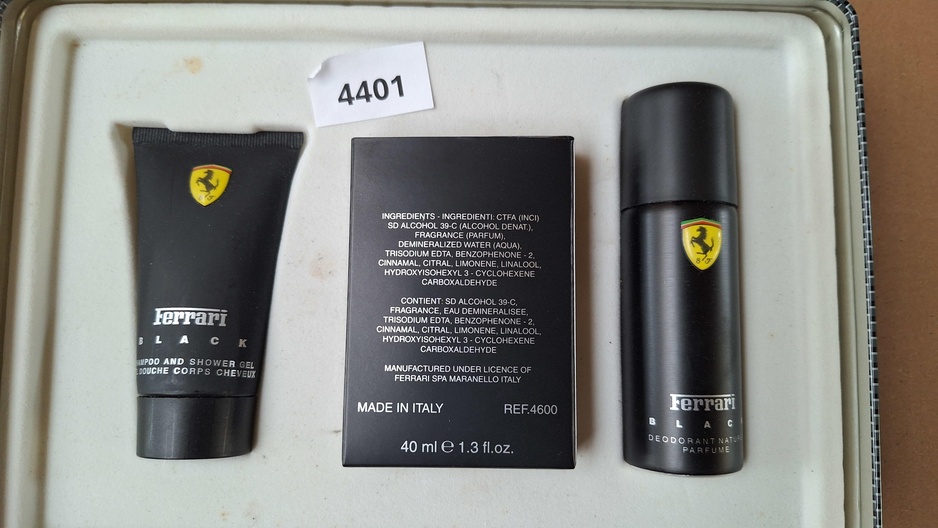 4401
Ferrari
BLACK
AND SHOWER GEL
DOUCHE CORPS CHEVEUX
INGREDIENTS - INGREDIENTI: CTFA (INCI)
SD ALCOHOL 39-C (ALCOHOL DENAT.),
FRAGRANCE (PARFUM),
DEMINERALIZED WATER (AQUA),
TRISODIUM EDTA, BENZOPHENONE - 2,
CINNAMAL, CITRAL, LIMONENE, LINALOOL,
HYDROXYISOHEXYL 3 - CYCLOHEXENE
CARBOXALDEHYDE
CONTIENT: SD ALCOHOL 39-C,
FRAGRANCE, EAU DEMINERALISEE,
TRISODIUM EDTA, BENZOPHENONE - 2,
CINNAMAL, CITRAL, LIMONENE, LINALOOL,
HYDROXYISOHEXYL 3 - CYCLOHEXENE
CARBOXALDEHYDE
MANUFACTURED UNDER LICENCE OF
FERRARI SPA MARANELLO ITALY
MADE IN ITALY REF.4600
40 ml ℮ 1.3 fl.oz.
Ferrari
BLAC
DEODORANT NATU
PARFUME